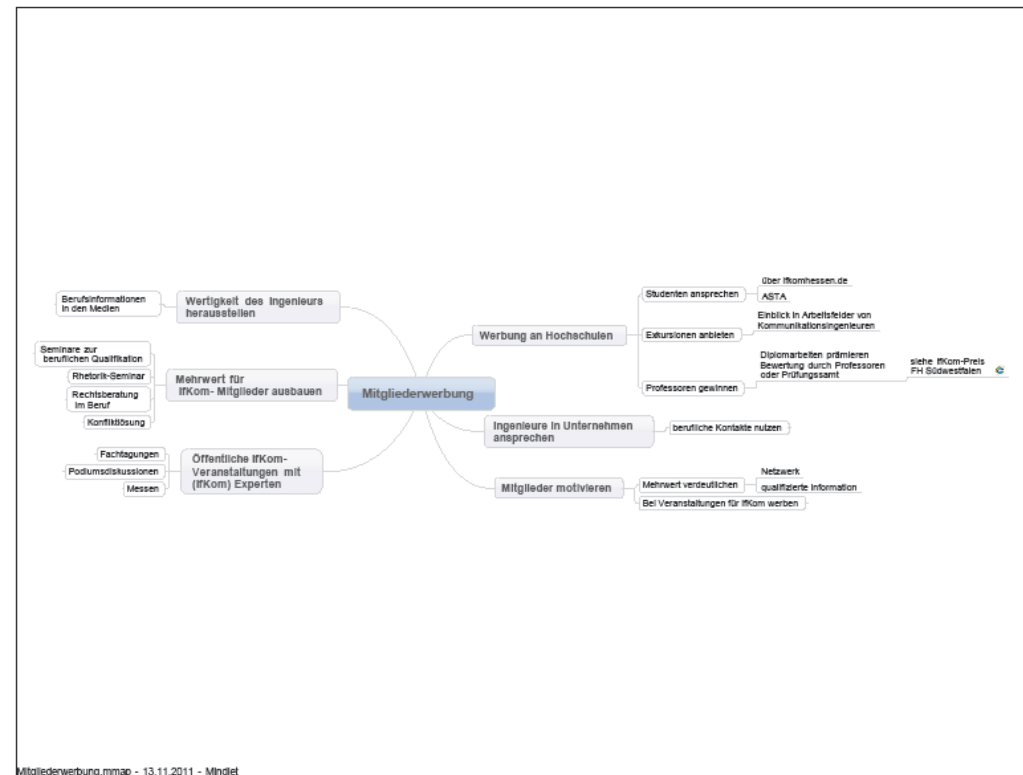 Mitgliederwerbung
Werbung an Hochschulen
Studenten ansprechen
über ifkomhessen.de
ASTA
Exkursionen anbieten
Einblick in Arbeitsfelder von
Kommunikationsingenieuren
Professoren gewinnen
Diplomarbeiten prämieren
Bewertung durch Professoren
oder Prüfungsamt
siehe IfKom-Preis
FH Südwestfalen
Ingenieure in Unternehmen
ansprechen
berufliche Kontakte nutzen
Mitglieder motivieren
Mehrwert verdeutlichen
Netzwerk
qualifizierte Information
Bei Veranstaltungen für IfKom werben
Wertigkeit des Ingenieurs
herausstellen
Berufsinformationen
in den Medien
Mehrwert für
IfKom- Mitglieder ausbauen
Seminare zur
beruflichen Qualifikation
Rhetorik-Seminar
Rechtsberatung
im Beruf
Konfliktlösung
Öffentliche IfKom-
Veranstaltungen mit
(IfKom) Experten
Fachtagungen
Podiumsdiskussionen
Messen
Mitgliederwerbung.mmap - 13.11.2011 - Mindjet